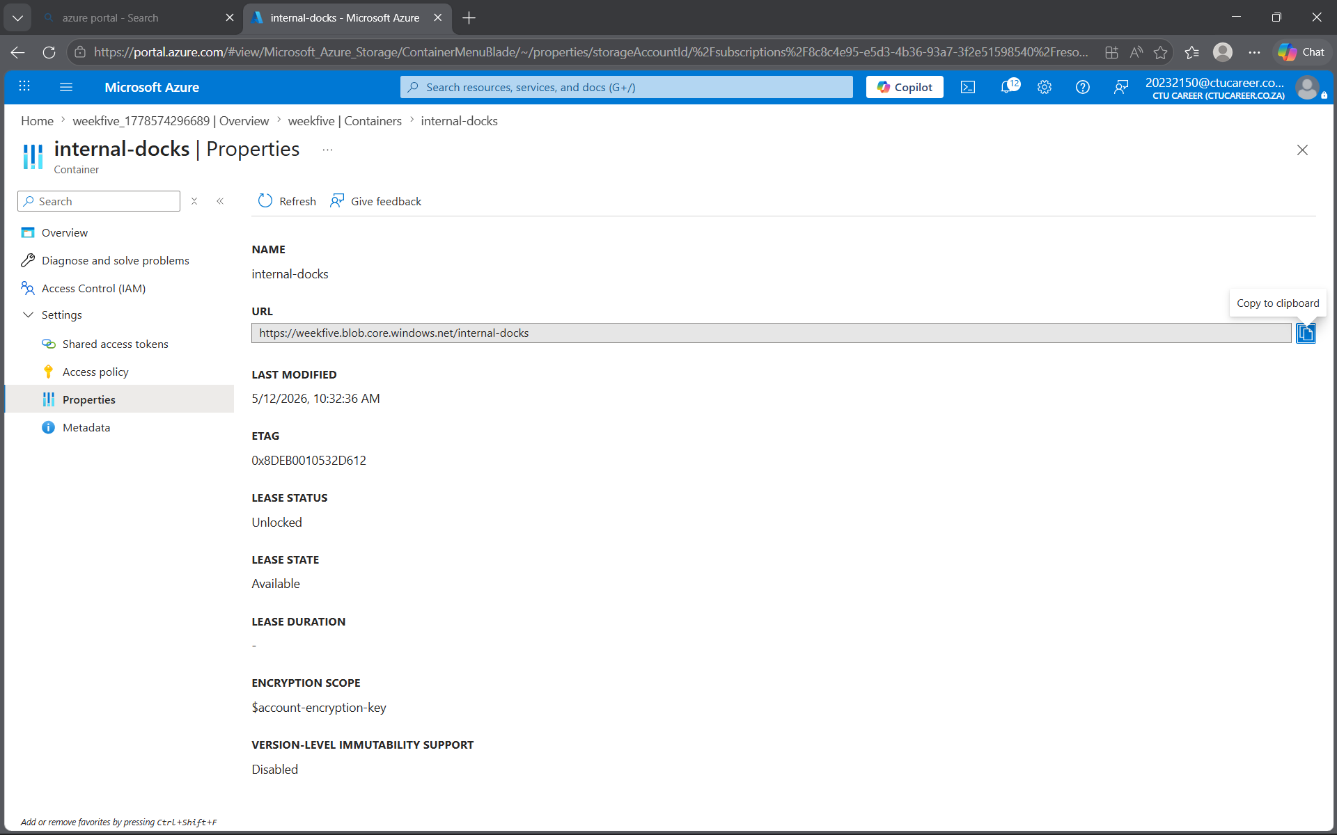 azure portal - Search
internal-docks - Microsoft Azure
https://portal.azure.com/#view/Microsoft_Azure_Storage/ContainerMenuBlade/~/properties/storageAccountId/%2Fsubscriptions%2F8c8c4e95-e5d3-4b36-93a7-3f2e51598540%2Freso...
Chat
Microsoft Azure
Search resources, services, and docs (G+/)
Copilot
12
20232150@ctucareer.co...
CTU CAREER (CTUCAREER.CO.ZA)
Home > weekfive_1778574296689 | Overview > weekfive | Containers > internal-docks
internal-docks | Properties ...
Container
Search
Refresh
Give feedback
Overview
Diagnose and solve problems
Access Control (IAM)
Settings
Shared access tokens
Access policy
Properties
Metadata
NAME
internal-docks
URL
Copy to clipboard
https://weekfive.blob.core.windows.net/internal-docks
LAST MODIFIED
5/12/2026, 10:32:36 AM
ETAG
0x8DEB0010532D612
LEASE STATUS
Unlocked
LEASE STATE
Available
LEASE DURATION
-
ENCRYPTION SCOPE
$account-encryption-key
VERSION-LEVEL IMMUTABILITY SUPPORT
Disabled
Add or remove favorites by pressing Ctrl+Shift+F